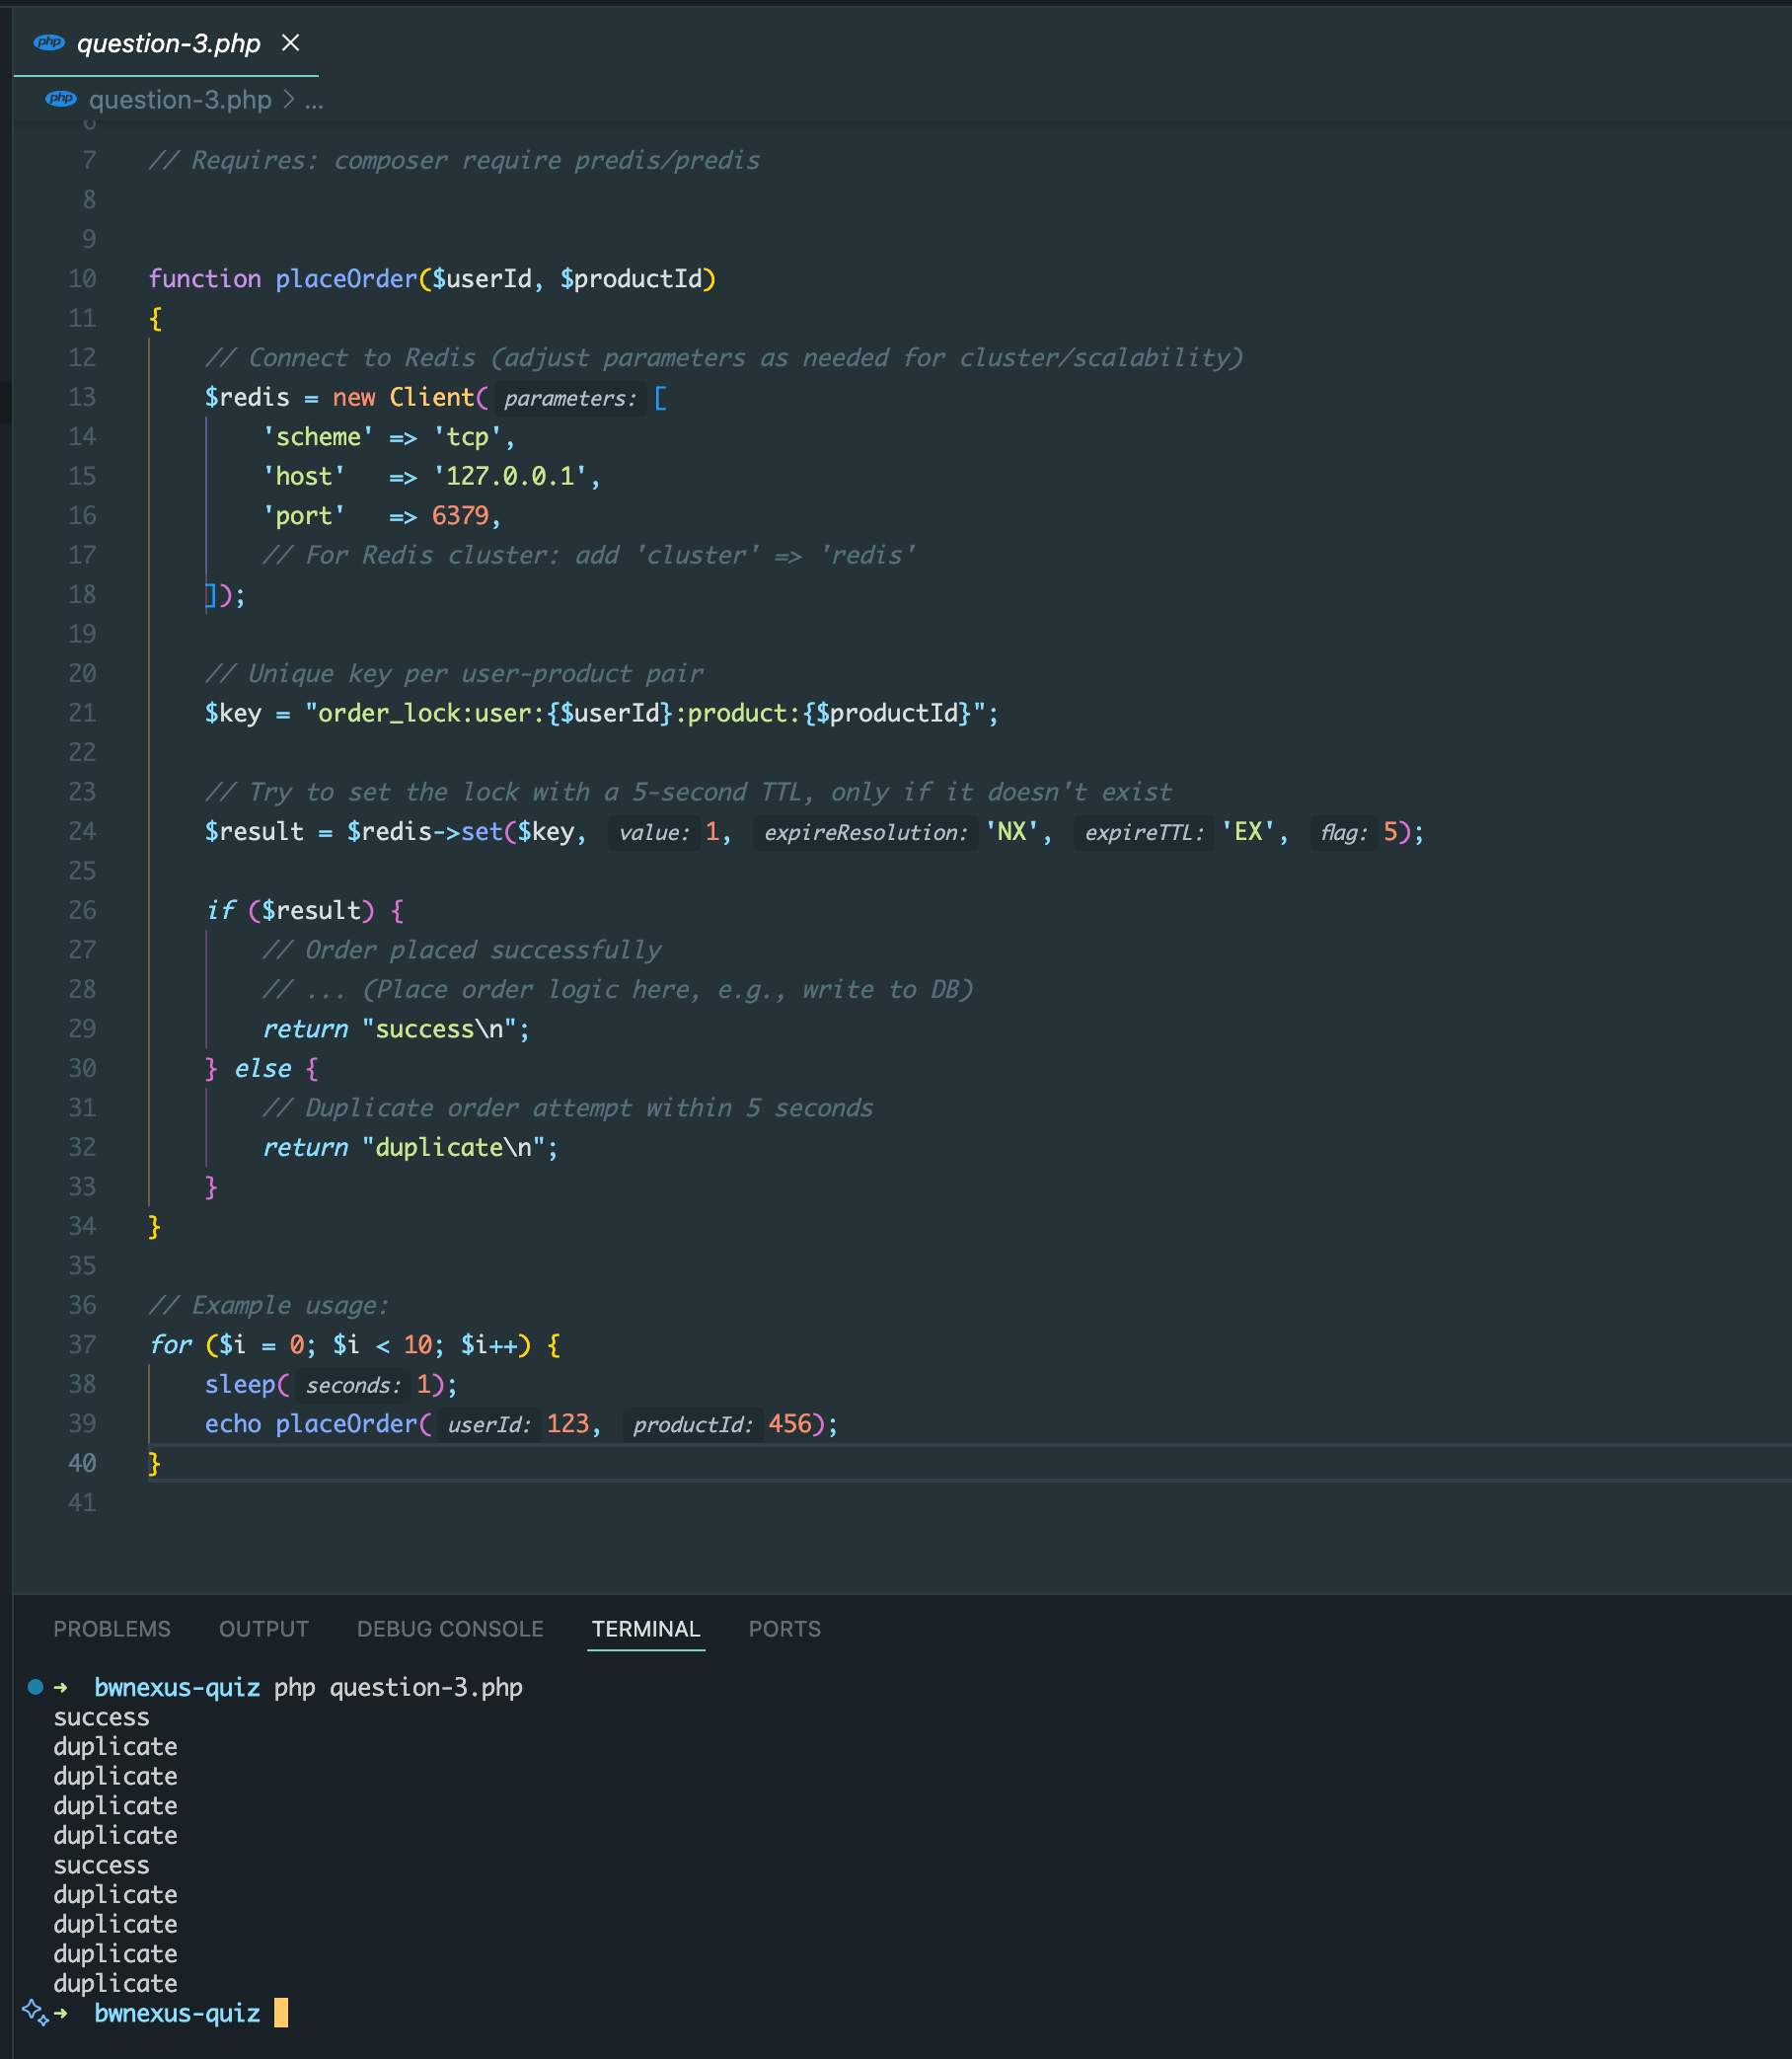 php question-3.php ×
php question-3.php > ...
6
7 // Requires: composer require predis/predis
8
9
10 function placeOrder($userId, $productId)
11 {
12     // Connect to Redis (adjust parameters as needed for cluster/scalability)
13     $redis = new Client( parameters: [
14         'scheme' => 'tcp',
15         'host'   => '127.0.0.1',
16         'port'   => 6379,
17         // For Redis cluster: add 'cluster' => 'redis'
18     ]);
19
20     // Unique key per user-product pair
21     $key = "order_lock:user:{$userId}:product:{$productId}";
22
23     // Try to set the lock with a 5-second TTL, only if it doesn't exist
24     $result = $redis->set($key, value: 1, expireResolution: 'NX', expireTTL: 'EX', flag: 5);
25
26     if ($result) {
27         // Order placed successfully
28         // ... (Place order logic here, e.g., write to DB)
29         return "success\n";
30     } else {
31         // Duplicate order attempt within 5 seconds
32         return "duplicate\n";
33     }
34 }
35
36 // Example usage:
37 for ($i = 0; $i < 10; $i++) {
38     sleep( seconds: 1);
39     echo placeOrder( userId: 123, productId: 456);
40 }
41
PROBLEMS OUTPUT DEBUG CONSOLE TERMINAL PORTS
➜ bwnexus-quiz php question-3.php
success
duplicate
duplicate
duplicate
duplicate
success
duplicate
duplicate
duplicate
duplicate
➜ bwnexus-quiz